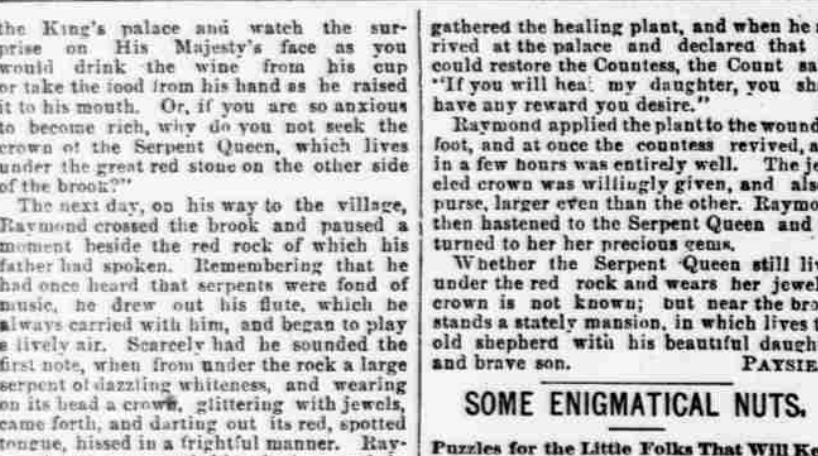 the King's palace and watch the sur-
prise on His Majesty's face as you
would drink the wine from his cup
or take the food from his hand as he raised
it to his mouth. Or, if you are so anxious
to become rich, why do you not seek the
crown of the Serpent Queen, which lives
under the great red stone on the other side
of the brook?"
The next day, on his way to the village,
Raymond crossed the brook and paused a
moment beside the red rock of which his
father had spoken. Remembering that he
had once heard that serpents were fond of
music, he drew out his flute, which he
always carried with him, and began to play
a lively air. Scarcely had he sounded the
first note, when from under the rock a large
serpent of dazzling whiteness, and wearing
on its head a crown, glittering with jewels,
came forth, and darting out its red, spotted
tongue, hissed in a frightful manner. Ray-
gathered the healing plant, and when he
rived at the palace and declared that
could restore the Countess, the Count sa
"If you will heal my daughter, you sh
have any reward you desire."
Raymond applied the plant to the wound
foot, and at once the countess revived, a
in a few hours was entirely well. The je
eled crown was willingly given, and also
purse, larger even than the other. Raymo
then hastened to the Serpent Queen and
turned to her her precious gems.
Whether the Serpent Queen still liv
under the red rock and wears her jewel
crown is not known; but near the bro
stands a stately mansion, in which lives t
old shepherd with his beautiful daugh
and brave son. PAYSIE
SOME ENIGMATICAL NUTS.
Puzzles for the Little Folks That Will Ke